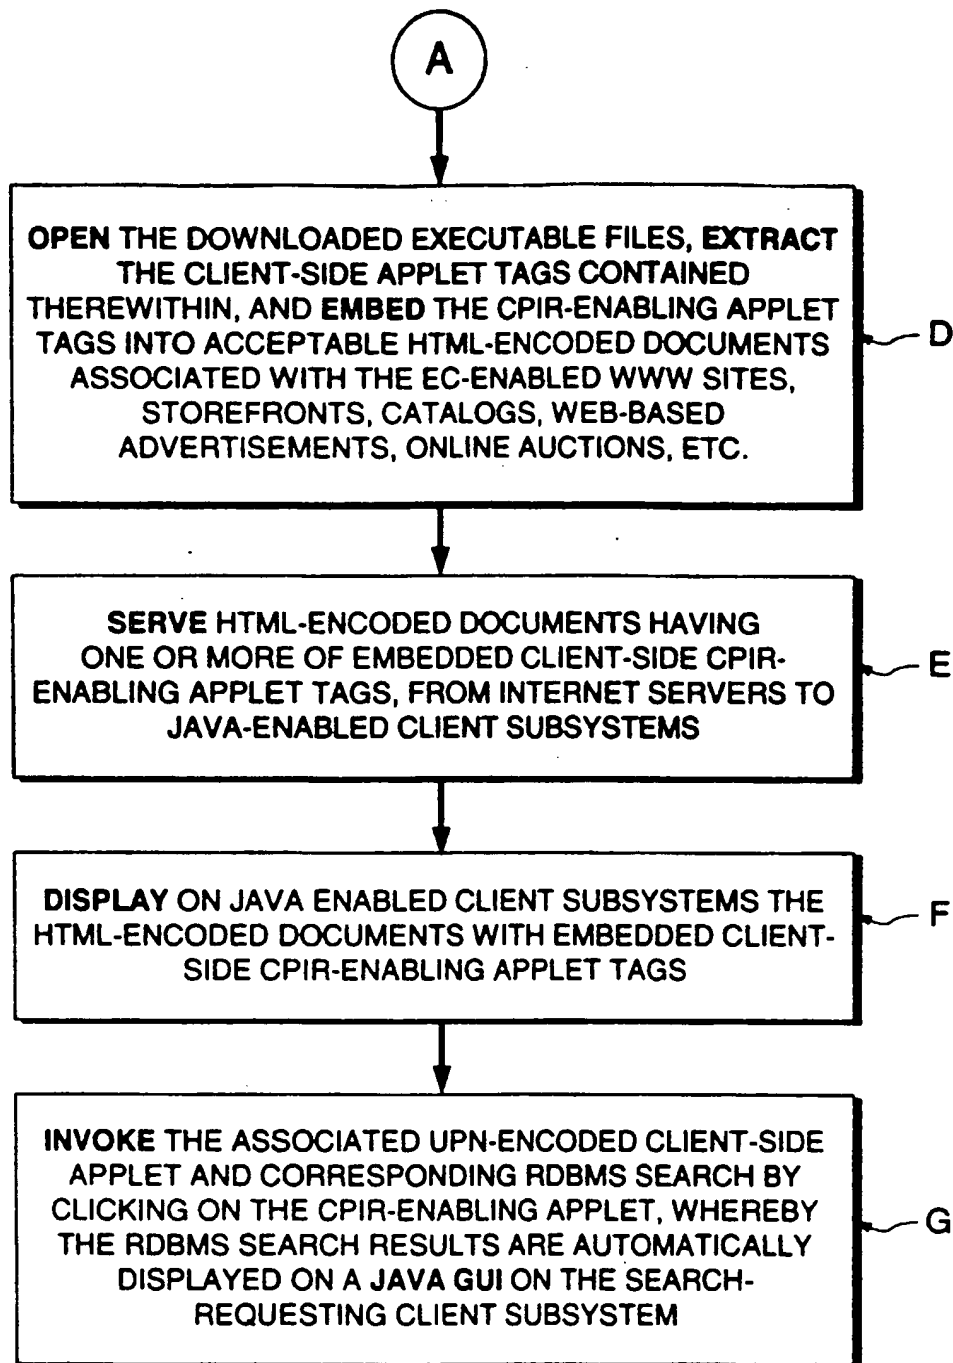 A
OPEN THE DOWNLOADED EXECUTABLE FILES, EXTRACT
THE CLIENT-SIDE APPLET TAGS CONTAINED
THEREWITHIN, AND EMBED THE CPIR-ENABLING APPLET
TAGS INTO ACCEPTABLE HTML-ENCODED DOCUMENTS
ASSOCIATED WITH THE EC-ENABLED WWW SITES,
STOREFRONTS, CATALOGS, WEB-BASED
ADVERTISEMENTS, ONLINE AUCTIONS, ETC.
D
SERVE HTML-ENCODED DOCUMENTS HAVING
ONE OR MORE OF EMBEDDED CLIENT-SIDE CPIR-
ENABLING APPLET TAGS, FROM INTERNET SERVERS TO
JAVA-ENABLED CLIENT SUBSYSTEMS
E
DISPLAY ON JAVA ENABLED CLIENT SUBSYSTEMS THE
HTML-ENCODED DOCUMENTS WITH EMBEDDED CLIENT-
SIDE CPIR-ENABLING APPLET TAGS
F
INVOKE THE ASSOCIATED UPN-ENCODED CLIENT-SIDE
APPLET AND CORRESPONDING RDBMS SEARCH BY
CLICKING ON THE CPIR-ENABLING APPLET, WHEREBY
THE RDBMS SEARCH RESULTS ARE AUTOMATICALLY
DISPLAYED ON A JAVA GUI ON THE SEARCH-
REQUESTING CLIENT SUBSYSTEM
G